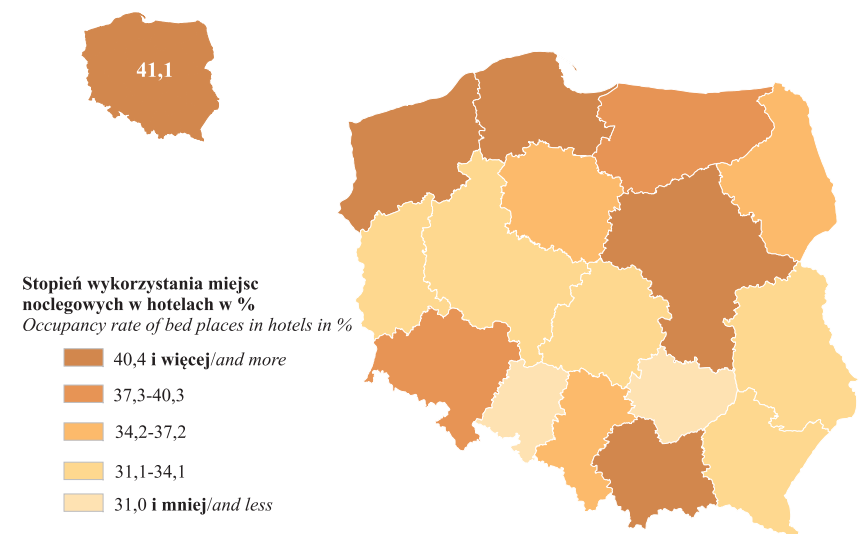 41,1
Stopień wykorzystania miejsc
noclegowych w hotelach w %
Occupancy rate of bed places in hotels in %
40,4 i więcej/and more
37,3-40,3
34,2-37,2
31,1-34,1
31,0 i mniej/and less